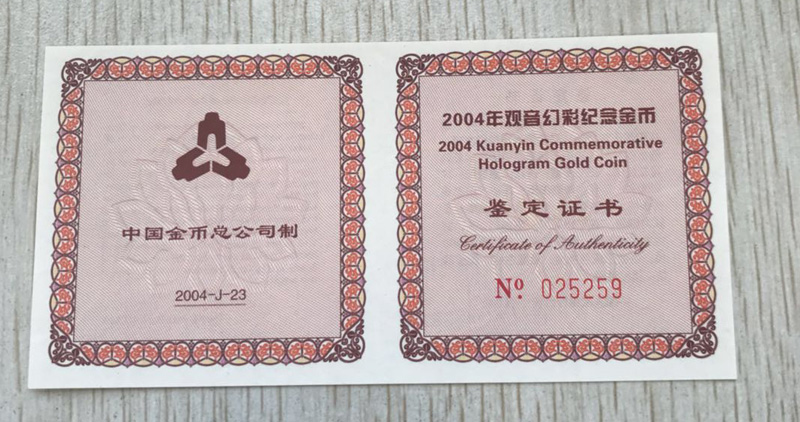 中国金币总公司制
2004-J-23
2004年观音幻彩纪念金币
2004 Kuanyin Commemorative
Hologram Gold Coin
鉴定证书
Certificate of Authenticity
Nº 025259